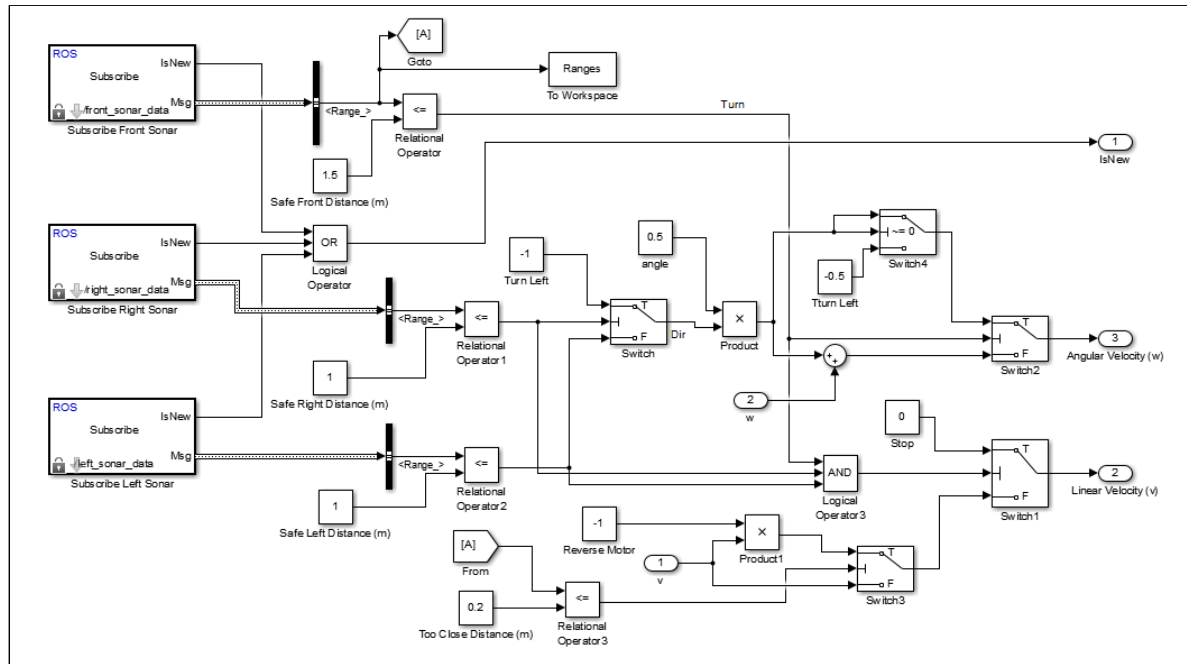 ROS
IsNew
Subscribe
Msg
/front_sonar_data
Subscribe Front Sonar
[A]
Goto
Ranges
To Workspace
<Range_>
<=
Relational
Operator
Turn
1.5
Safe Front Distance (m)
1
IsNew
ROS
IsNew
Subscribe
Msg
/right_sonar_data
Subscribe Right Sonar
OR
Logical
Operator
-1
Turn Left
0.5
angle
~= 0
Switch4
-0.5
Tturn Left
<Range_>
<=
Relational
Operator1
T
F
Switch
Dir
×
Product
T
F
Switch2
3
Angular Velocity (w)
1
Safe Right Distance (m)
++
2
w
ROS
IsNew
Subscribe
Msg
/left_sonar_data
Subscribe Left Sonar
<Range_>
<=
Relational
Operator2
0
Stop
T
F
Switch1
2
Linear Velocity (v)
AND
Logical
Operator3
1
Safe Left Distance (m)
-1
Reverse Motor
×
Product1
1
v
T
F
Switch3
[A]
From
0.2
Too Close Distance (m)
<=
Relational
Operator3